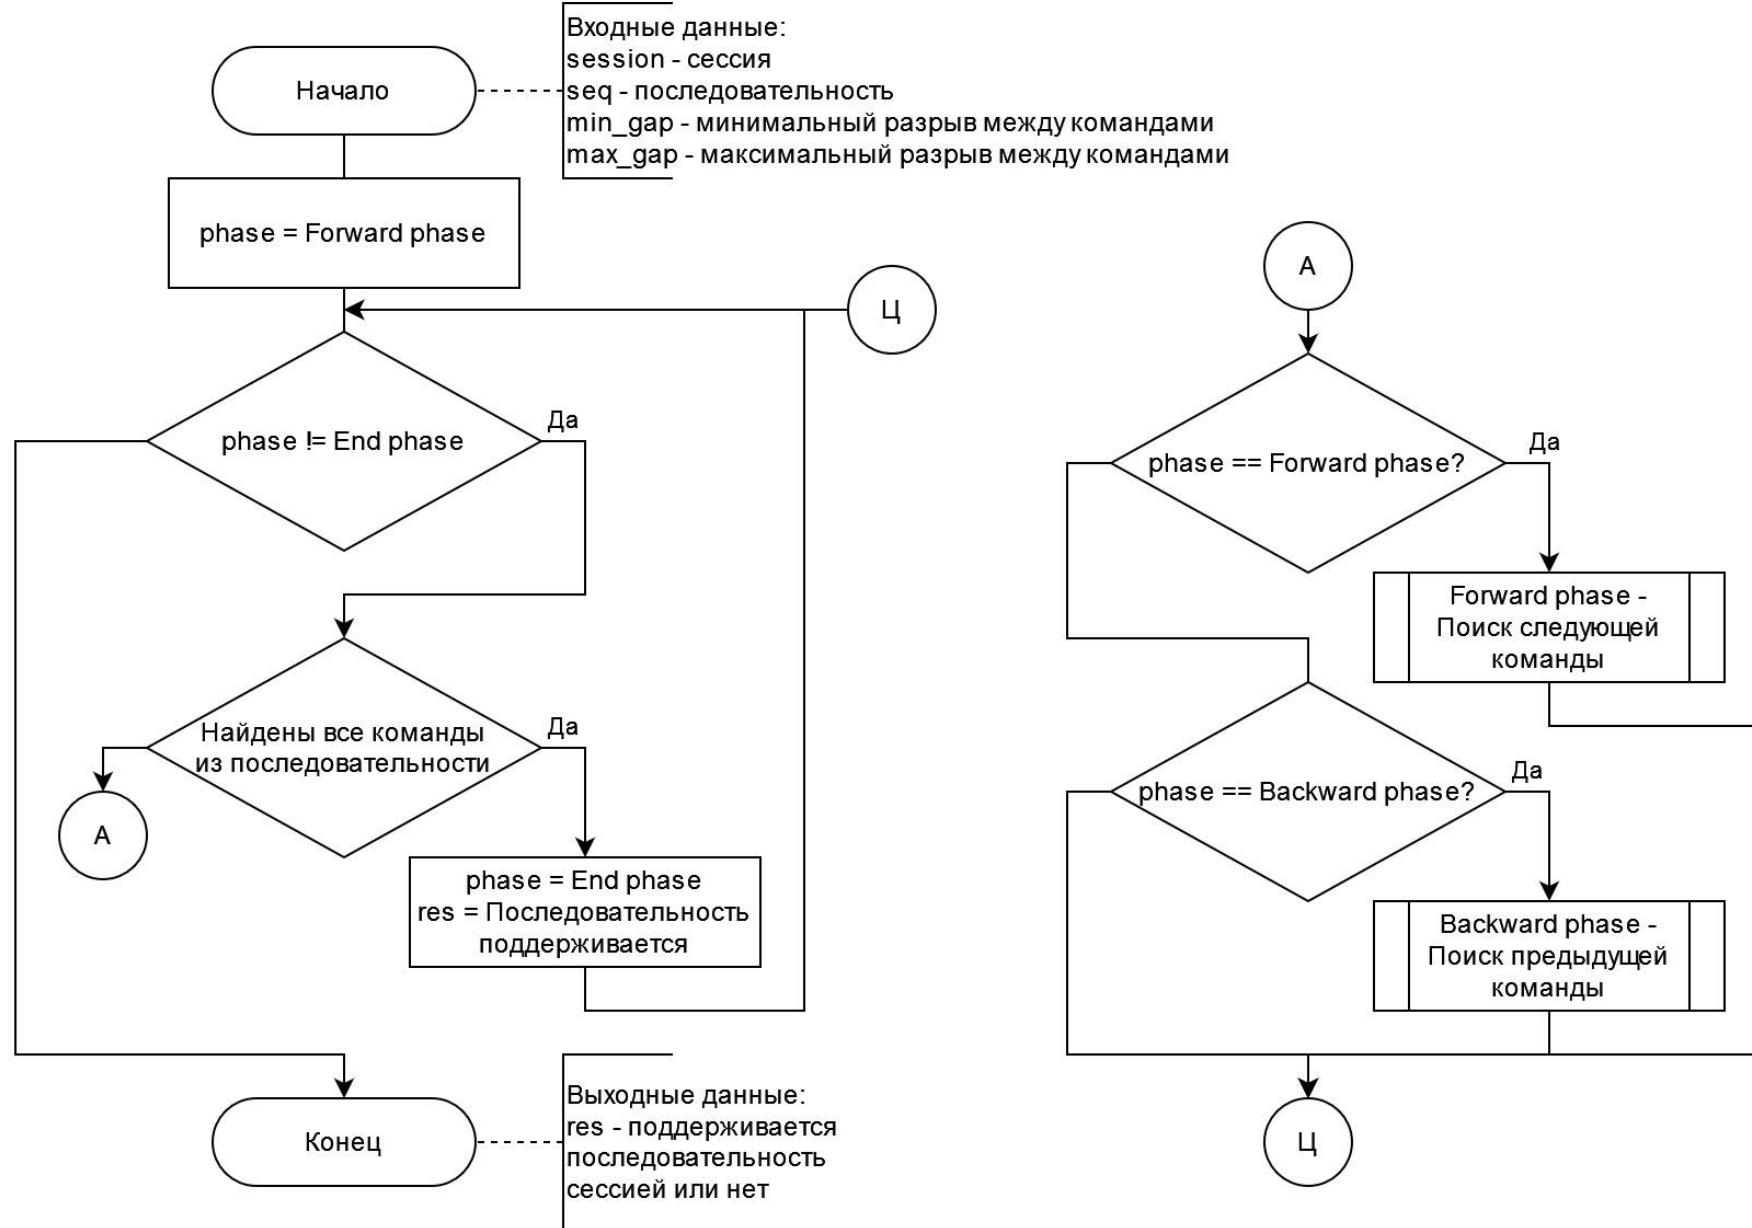 Начало
Входные данные:
session - сессия
seq - последовательность
min_gap - минимальный разрыв между командами
max_gap - максимальный разрыв между командами
phase = Forward phase
Ц
phase != End phase
Да
Найдены все команды
из последовательности
Да
А
phase = End phase
res = Последовательность
поддерживается
Конец
Выходные данные:
res - поддерживается
последовательность
сессией или нет
А
phase == Forward phase?
Да
Forward phase -
Поиск следующей
команды
phase == Backward phase?
Да
Backward phase -
Поиск предыдущей
команды
Ц